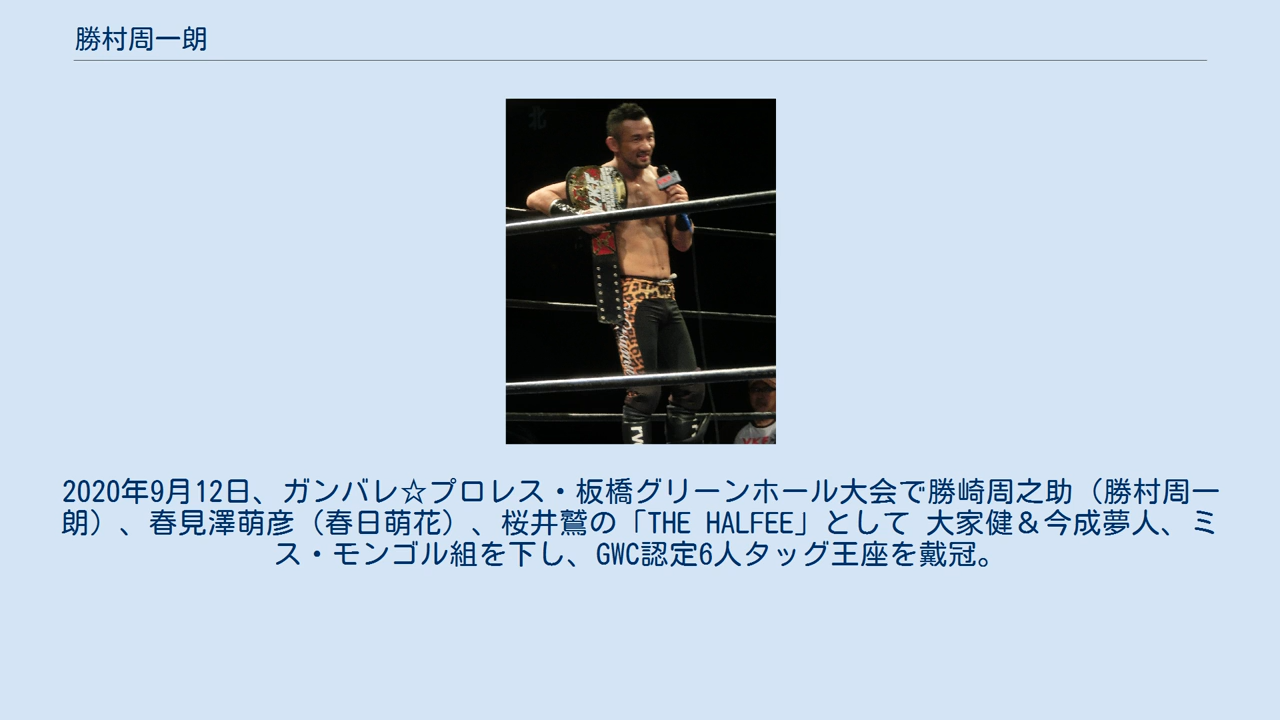 勝村周一朗
2020年9月12日、ガンバレ☆プロレス・板橋グリーンホール大会で勝崎周之助（勝村周一
朗）、春見澤萌彦（春日萌花）、桜井鷲の「THE HALFEE」として 大家健＆今成夢人、ミ
ス・モンゴル組を下し、GWC認定6人タッグ王座を戴冠。